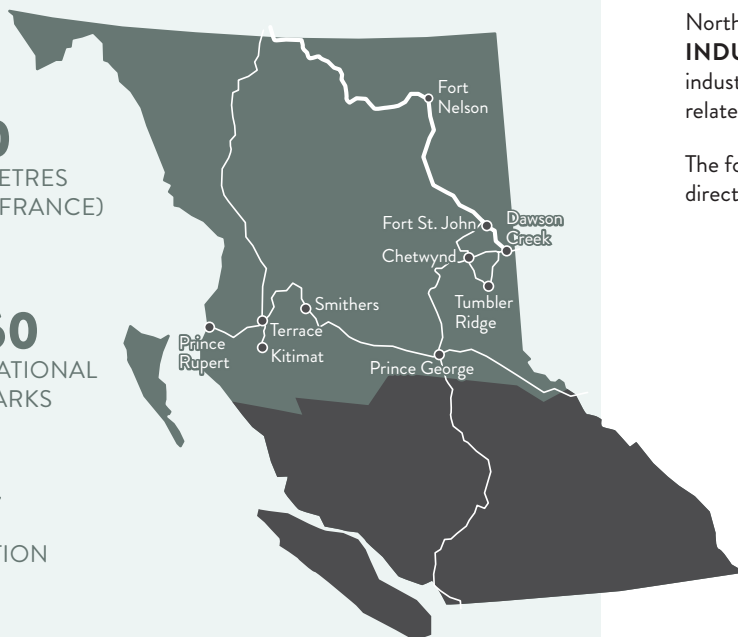 North
INDU
indust
relate
The fo
direct
ETRES
FRANCE)
60
ATIONAL
ARKS
TION
Fort
Nelson
Fort St. John
Dawson
Creek
Chetwynd
Tumbler
Ridge
Smithers
Terrace
Prince
Rupert
Kitimat
Prince George